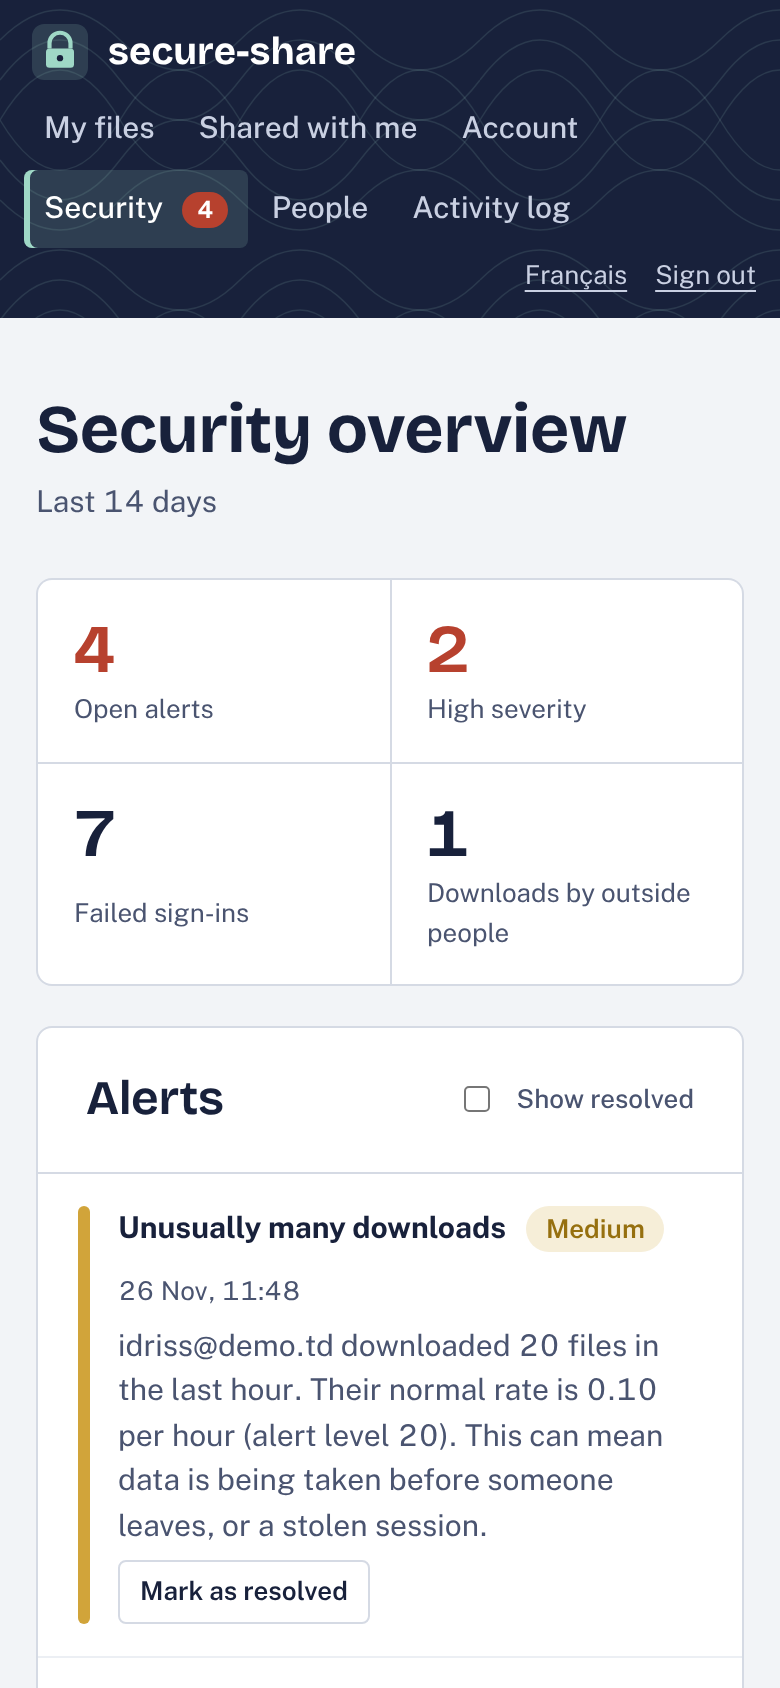 secure-share
My files Shared with me Account
Security 4 People Activity log
Français Sign out
Security overview
Last 14 days
4
Open alerts
2
High severity
7
Failed sign-ins
1
Downloads by outside
people
Alerts
Show resolved
Unusually many downloads Medium
26 Nov, 11:48
idriss@demo.td downloaded 20 files in
the last hour. Their normal rate is 0.10
per hour (alert level 20). This can mean
data is being taken before someone
leaves, or a stolen session.
Mark as resolved